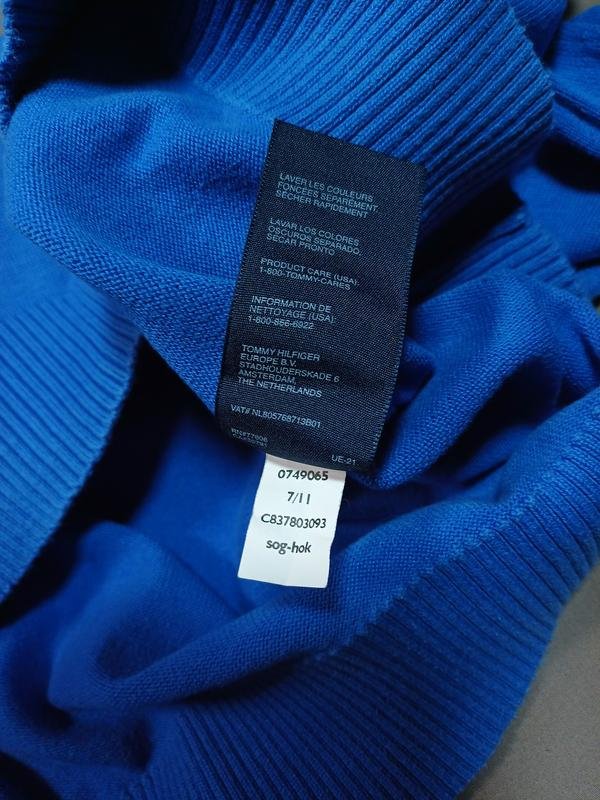 LAVER LES COULEURS
FONCÉES SÉPARÉMENT.
SÉCHER RAPIDEMENT
LAVAR LOS COLORES
OSCUROS SEPARADO,
SECAR PRONTO
PRODUCT CARE (USA):
1-800-TOMMY-CARES
INFORMATION DE
NETTOYAGE (USA):
1-800-866-6922
TOMMY HILFIGER
EUROPE B.V.
STADHOUDERSKADE 6
AMSTERDAM,
THE NETHERLANDS
VAT# NL805768713B01
RN#77806
UE-21
0749065
7/11
C837803093
sog-hok